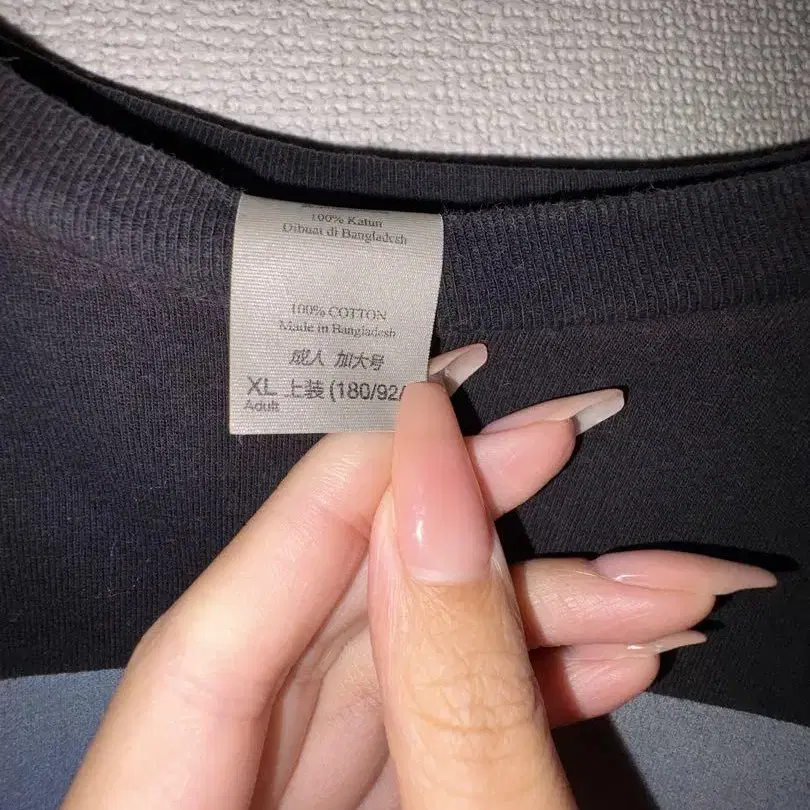 100% Katun
Dibuat di Bangladesh
100% COTTON
Made in Bangladesh
成人 加大号
XL 上装 (180/92/
Adult